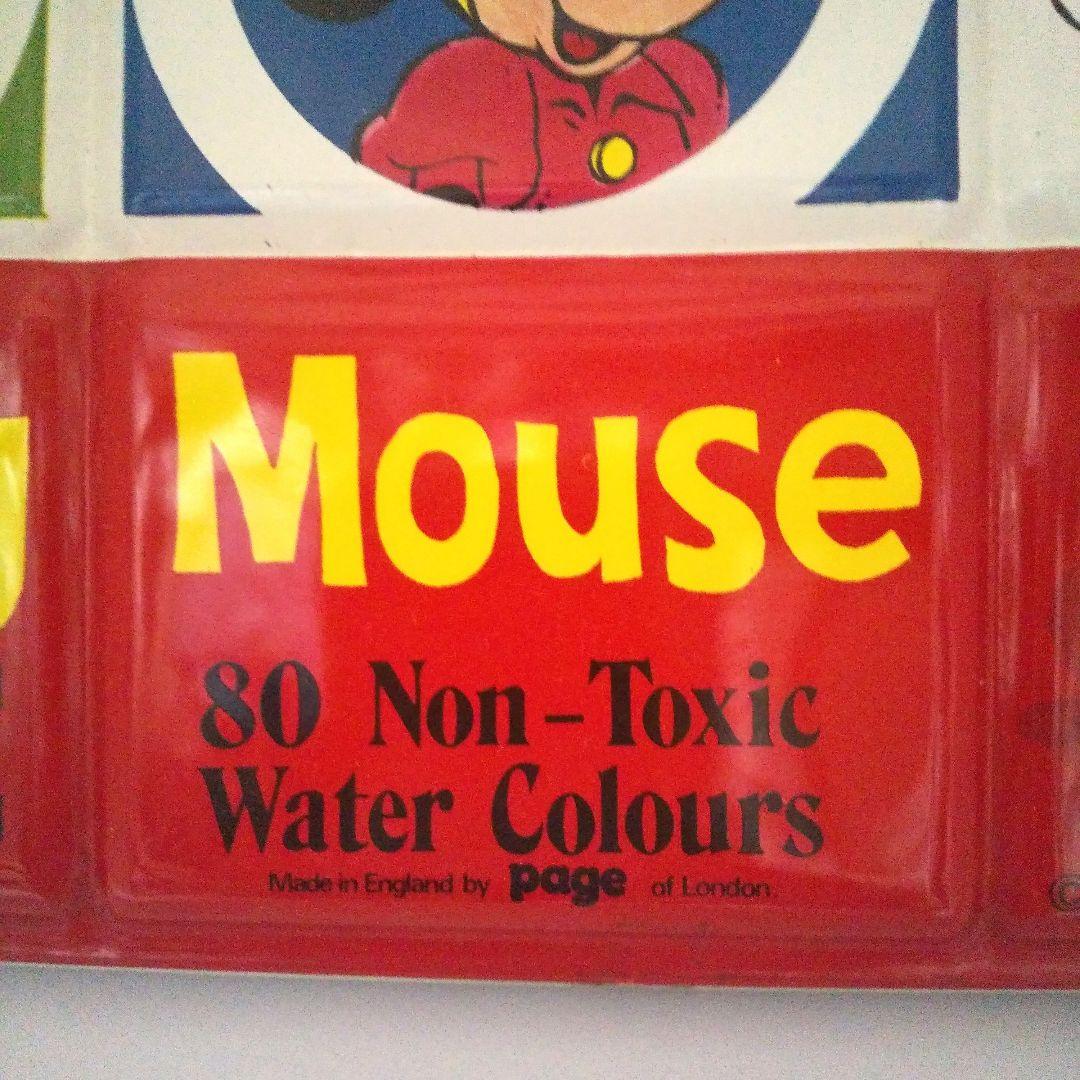 y Mouse
80 Non-Toxic
Water Colours
Made in England by page of London.
©